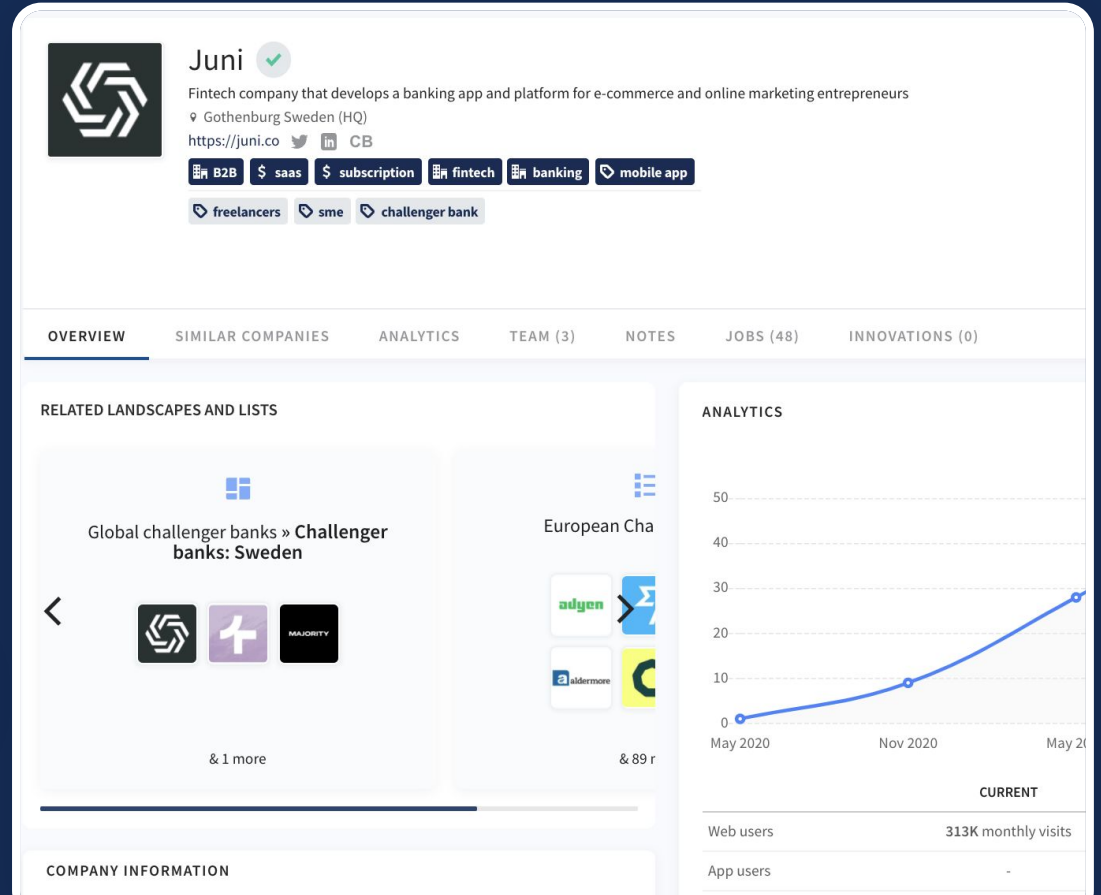 Juni
Fintech company that develops a banking app and platform for e-commerce and online marketing entrepreneurs
Gothenburg Sweden (HQ)
https://juni.co in CB
B2B $ saas $ subscription fintech banking mobile app
freelancers sme challenger bank
OVERVIEW SIMILAR COMPANIES ANALYTICS TEAM (3) NOTES JOBS (48) INNOVATIONS (0)
RELATED LANDSCAPES AND LISTS
Global challenger banks » Challenger
banks: Sweden
MAJORITY
& 1 more
European Cha
adyen
aldermore
& 89 r
COMPANY INFORMATION
ANALYTICS
50
40
30
20
10
0
May 2020 Nov 2020 May 20
CURRENT
Web users 313K monthly visits
App users -